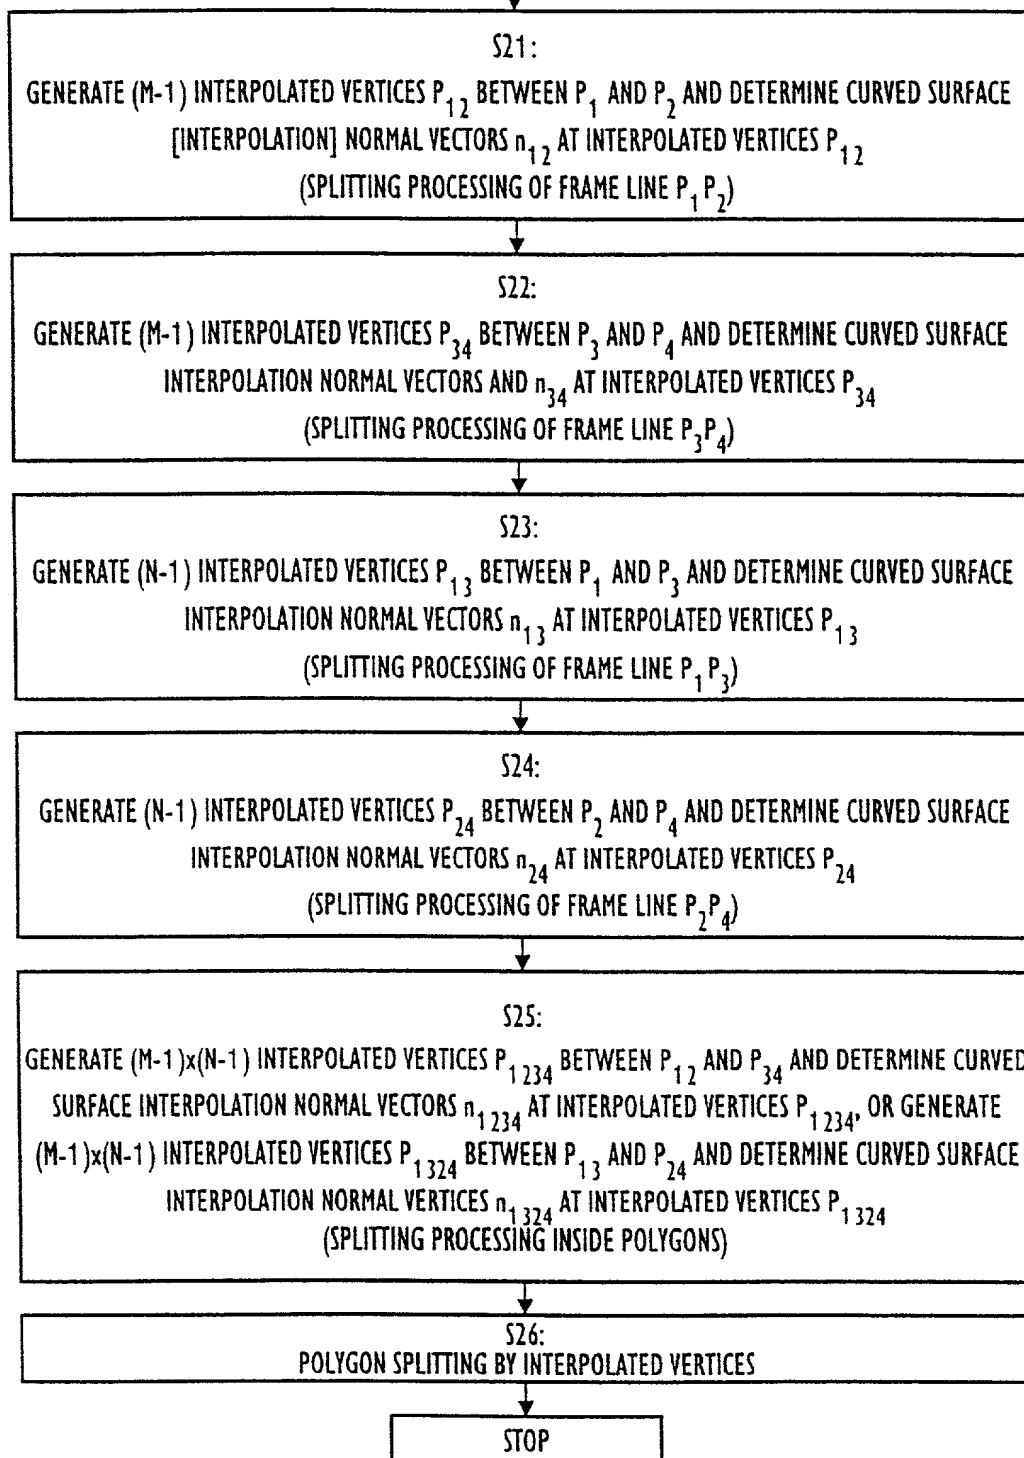 S21:
GENERATE (M-1) INTERPOLATED VERTICES P12 BETWEEN P1 AND P2 AND DETERMINE CURVED SURFACE
[INTERPOLATION] NORMAL VECTORS n12 AT INTERPOLATED VERTICES P12
(SPLITTING PROCESSING OF FRAME LINE P1P2)
S22:
GENERATE (M-1) INTERPOLATED VERTICES P34 BETWEEN P3 AND P4 AND DETERMINE CURVED SURFACE
INTERPOLATION NORMAL VECTORS AND n34 AT INTERPOLATED VERTICES P34
(SPLITTING PROCESSING OF FRAME LINE P3P4)
S23:
GENERATE (N-1) INTERPOLATED VERTICES P13 BETWEEN P1 AND P3 AND DETERMINE CURVED SURFACE
INTERPOLATION NORMAL VECTORS n13 AT INTERPOLATED VERTICES P13
(SPLITTING PROCESSING OF FRAME LINE P1P3)
S24:
GENERATE (N-1) INTERPOLATED VERTICES P24 BETWEEN P2 AND P4 AND DETERMINE CURVED SURFACE
INTERPOLATION NORMAL VECTORS n24 AT INTERPOLATED VERTICES P24
(SPLITTING PROCESSING OF FRAME LINE P2P4)
S25:
GENERATE (M-1)x(N-1) INTERPOLATED VERTICES P1234 BETWEEN P12 AND P34 AND DETERMINE CURVED
SURFACE INTERPOLATION NORMAL VECTORS n1234 AT INTERPOLATED VERTICES P1234, OR GENERATE
(M-1)x(N-1) INTERPOLATED VERTICES P1324 BETWEEN P13 AND P24 AND DETERMINE CURVED SURFACE
INTERPOLATION NORMAL VERTICES n1324 AT INTERPOLATED VERTICES P1324
(SPLITTING PROCESSING INSIDE POLYGONS)
S26:
POLYGON SPLITTING BY INTERPOLATED VERTICES
STOP